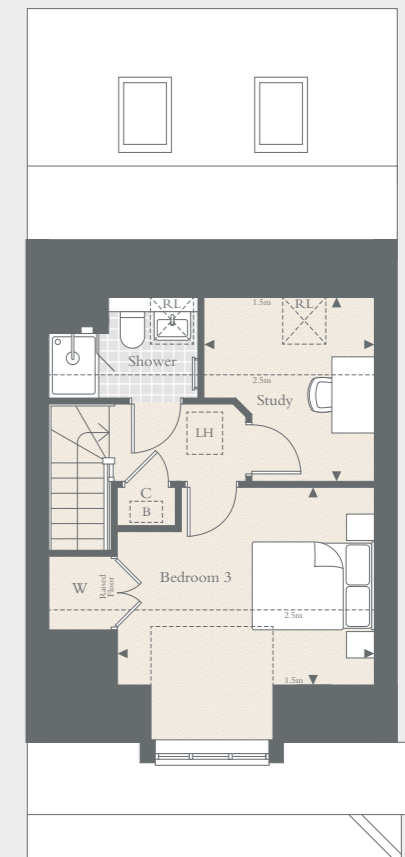 1.5m
RL
RL
Shower
2.5m
Study
LH
C
B
W
Raised
Floor
Bedroom 3
2.5m
1.5m